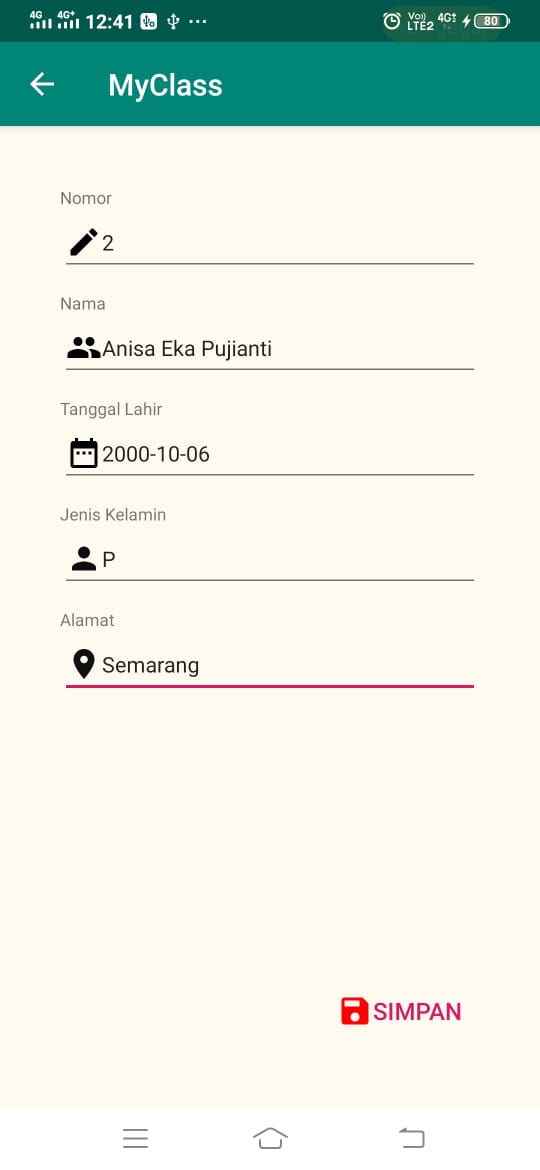 4G 4G+ 12:41 Vo) LTE2 4G+ 80
MyClass
Nomor
2
Nama
Anisa Eka Pujianti
Tanggal Lahir
2000-10-06
Jenis Kelamin
P
Alamat
Semarang
SIMPAN